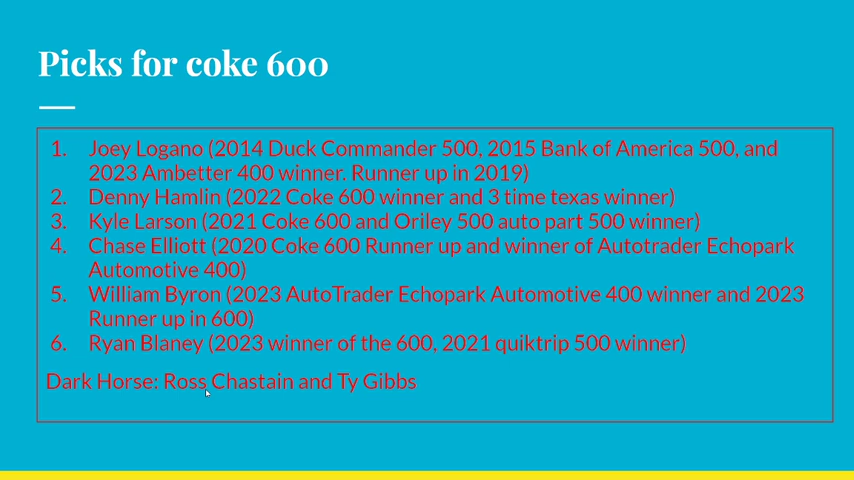 Picks for coke 600
1. Joey Logano (2014 Duck Commander 500, 2015 Bank of America 500, and
2023 Ambetter 400 winner. Runner up in 2019)
2. Denny Hamlin (2022 Coke 600 winner and 3 time texas winner)
3. Kyle Larson (2021 Coke 600 and Oriley 500 auto part 500 winner)
4. Chase Elliott (2020 Coke 600 Runner up and winner of Autotrader Echopark
Automotive 400)
5. William Byron (2023 AutoTrader Echopark Automotive 400 winner and 2023
Runner up in 600)
6. Ryan Blaney (2023 winner of the 600, 2021 quiktrip 500 winner)
Dark Horse: Ross Chastain and Ty Gibbs